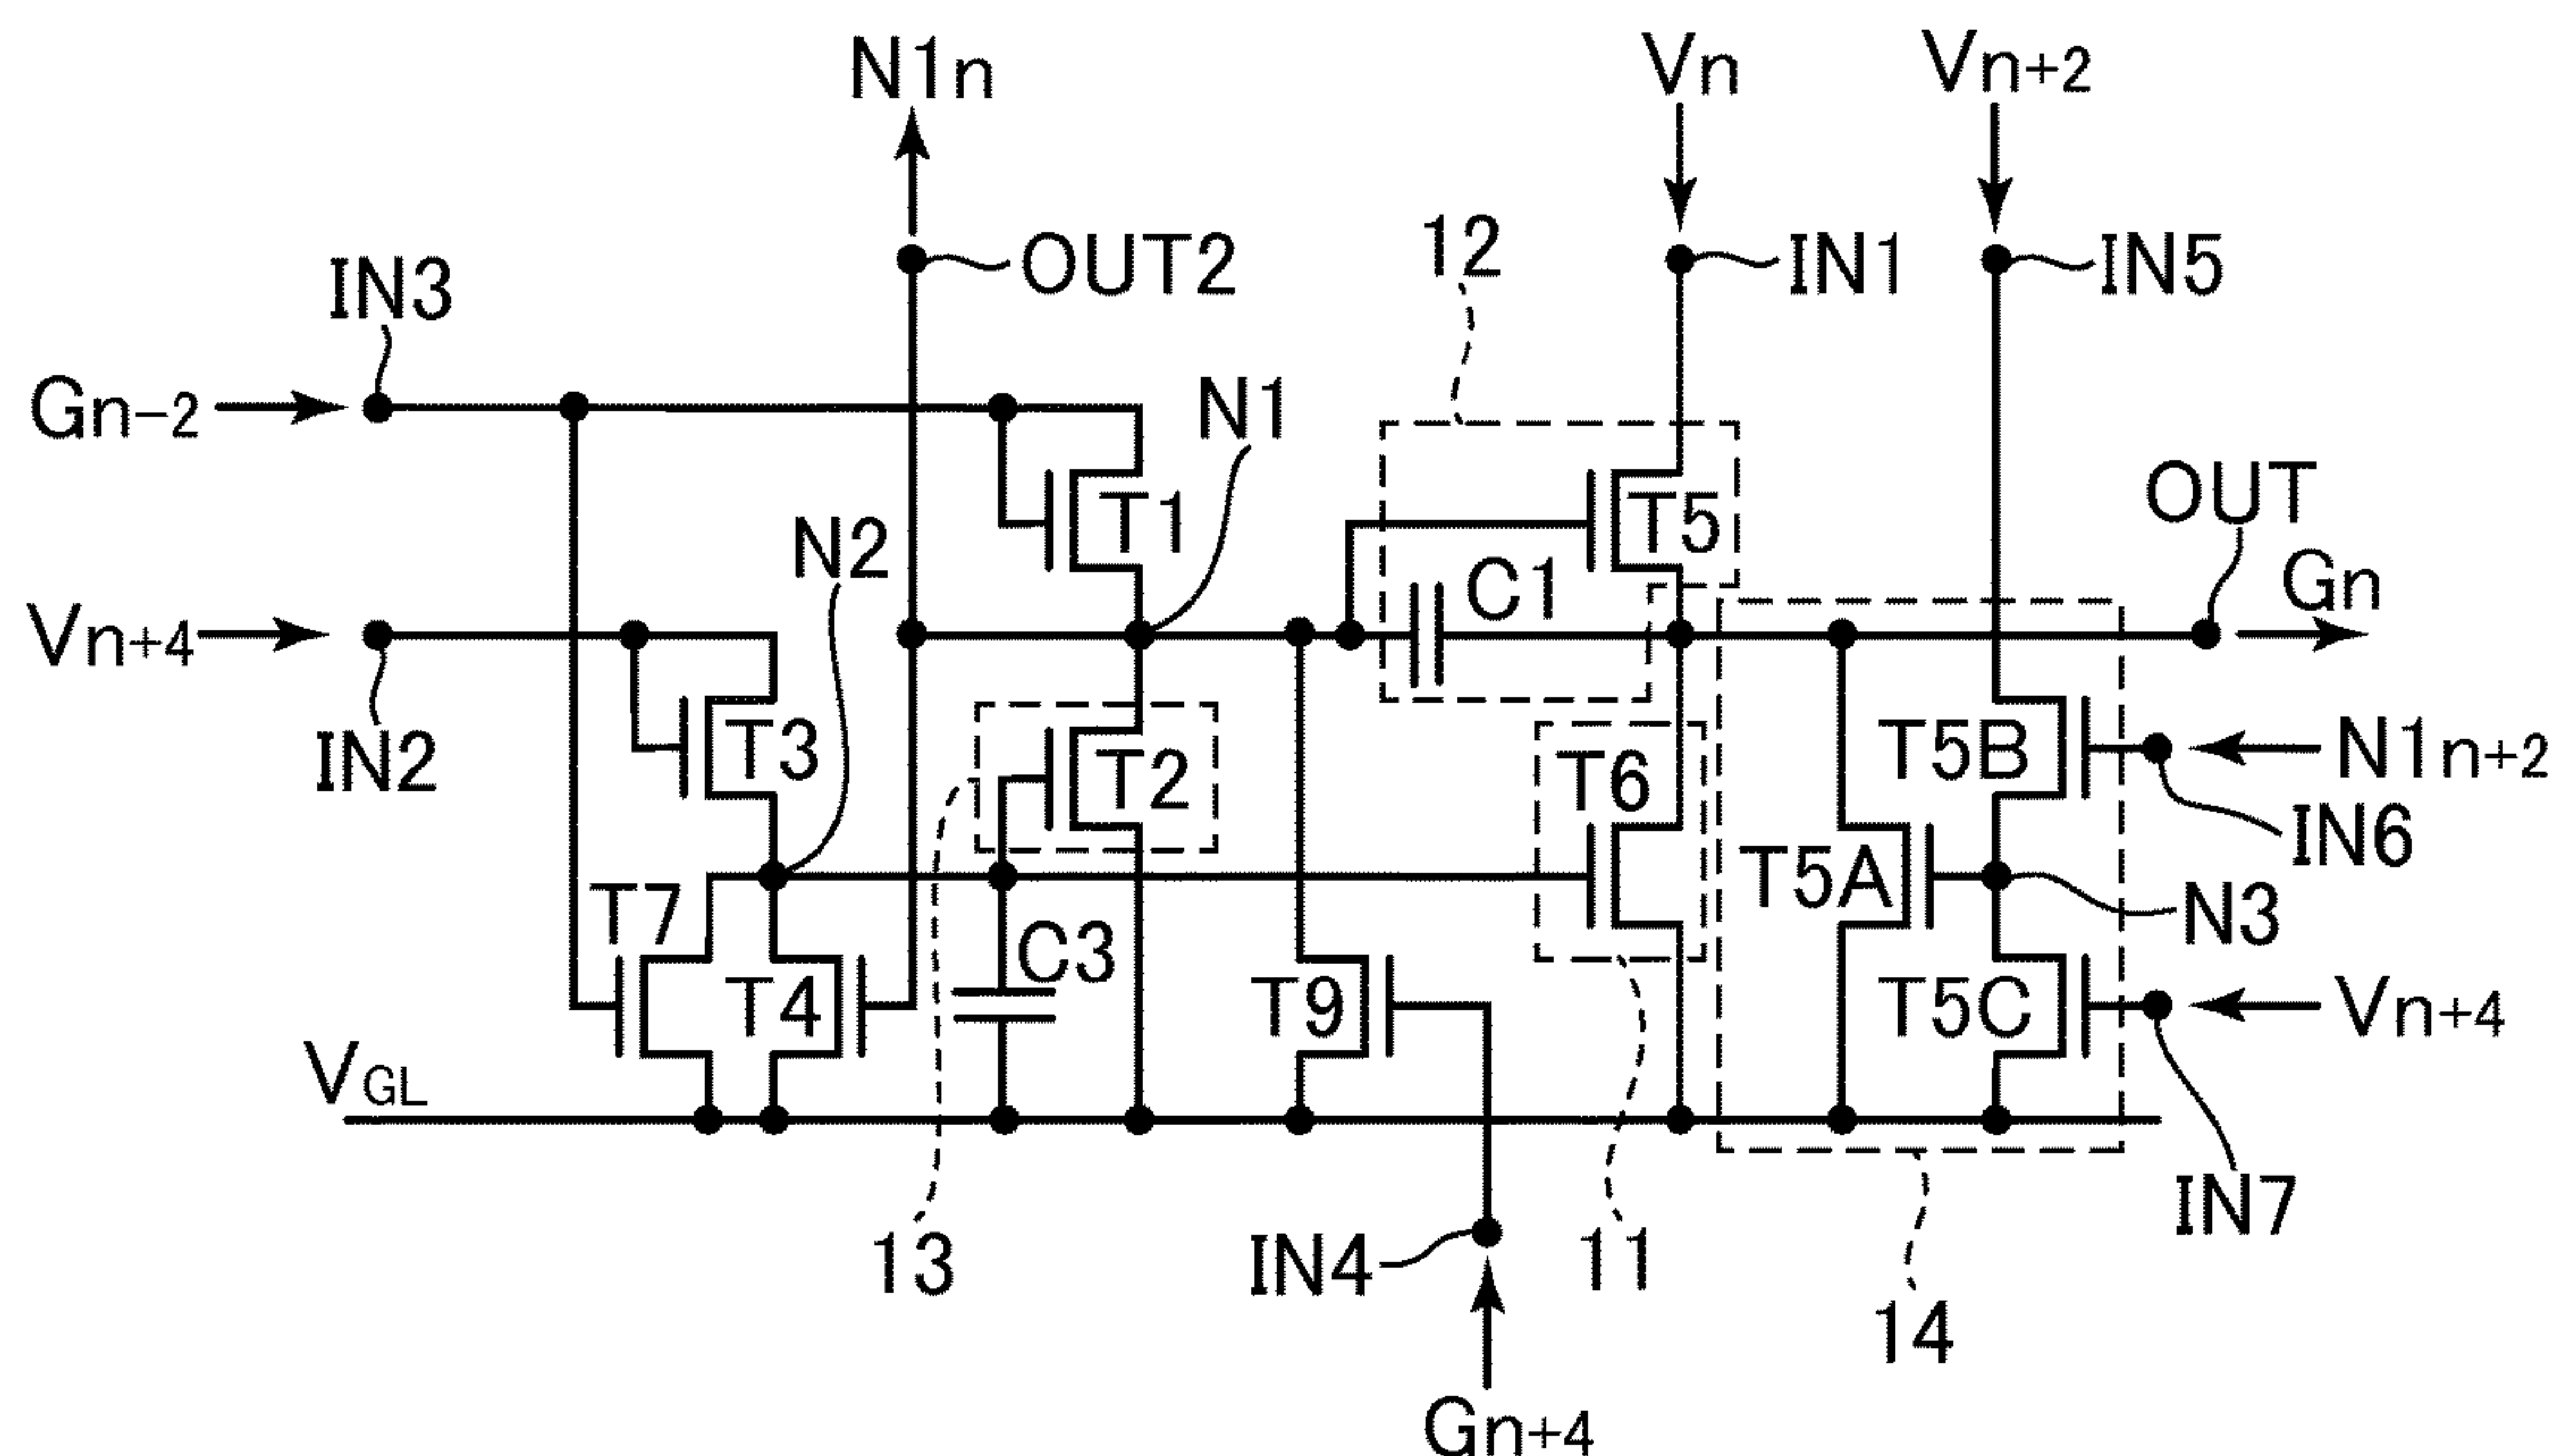 N1n
Vn
Vn+2
12
OUT2
IN1
IN5
IN3
Gn-2
N1
T1
T5
OUT
N2
C1
Gn
Vn+4
T3
T2
T6
T5B
N1n+2
IN2
IN6
T7
T5A
N3
C3
T4
T9
T5C
Vn+4
VGL
13
IN4
11
IN7
14
Gn+4